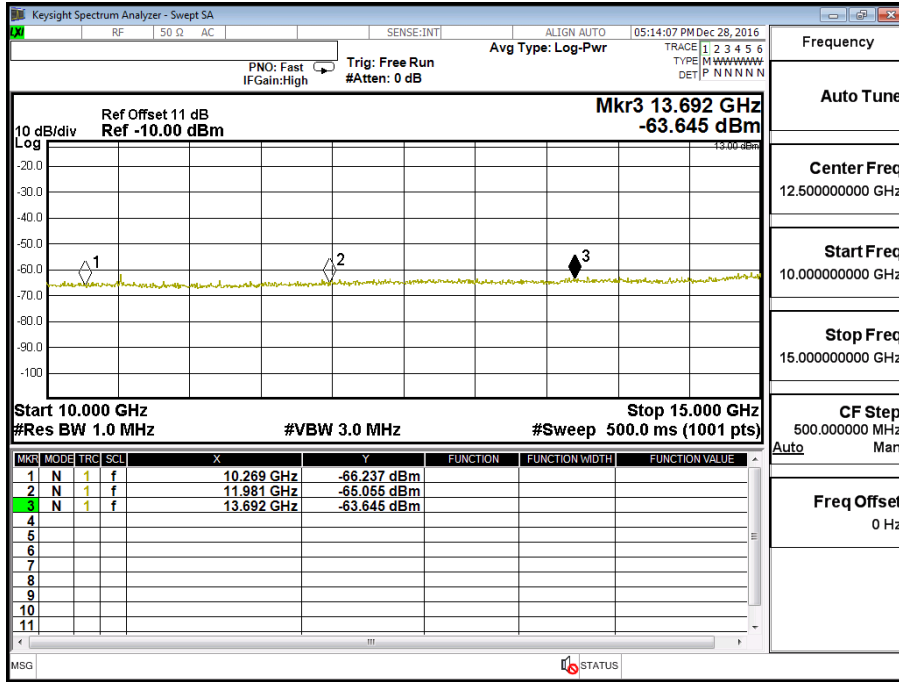 Keysight Spectrum Analyzer - Swept SA
LXI RF 50 Ω AC SENSE:INT ALIGN AUTO 05:14:07 PM Dec 28, 2016
PNO: Fast
IFGain:High
Trig: Free Run
#Atten: 0 dB
Avg Type: Log-Pwr
TRACE 1 2 3 4 5 6
TYPE M WWWWW
DET P N N N N N
Ref Offset 11 dB
10 dB/div Ref -10.00 dBm
Log
Mkr3 13.692 GHz
-63.645 dBm
13.00 dBm
-20.0
-30.0
-40.0
-50.0
-60.0
-70.0
-80.0
-90.0
-100
1
2
3
Start 10.000 GHz Stop 15.000 GHz
#Res BW 1.0 MHz #VBW 3.0 MHz #Sweep 500.0 ms (1001 pts)
MKR MODE TRC SCL X Y FUNCTION FUNCTION WIDTH FUNCTION VALUE
1 N 1 f 10.269 GHz -66.237 dBm
2 N 1 f 11.981 GHz -65.055 dBm
3 N 1 f 13.692 GHz -63.645 dBm
4
5
6
7
8
9
10
11
MSG STATUS
Frequency
Auto Tune
Center Freq
12.500000000 GHz
Start Freq
10.000000000 GHz
Stop Freq
15.000000000 GHz
CF Step
500.000000 MHz
Auto Man
Freq Offset
0 Hz